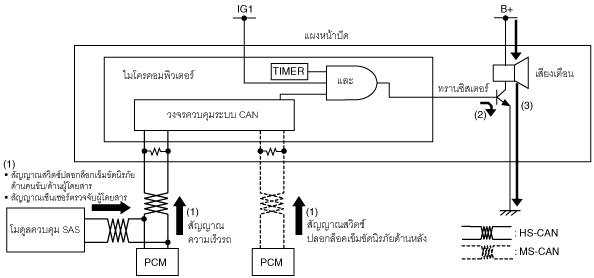 IG1
B+
แผงหน้าปัด
ไมโครคอมพิวเตอร์
TIMER
และ
เสียงเตือน
ทรานซิสเตอร์
(2)
(3)
วงจรควบคุมระบบ CAN
(1)
• สัญญาณสวิตช์ปลอกล็อกเข็มขัดนิรภัย
ด้านคนขับ/ด้านผู้โดยสาร
• สัญญาณเซ็นเซอร์ตรวจจับผู้โดยสาร
โมดูลควบคุม SAS
(1)
สัญญาณ
ความเร็วรถ
(1)
สัญญาณสวิตช์
ปลอกล็อคเข็มขัดนิรภัยด้านหลัง
PCM
PCM
: HS-CAN
: MS-CAN